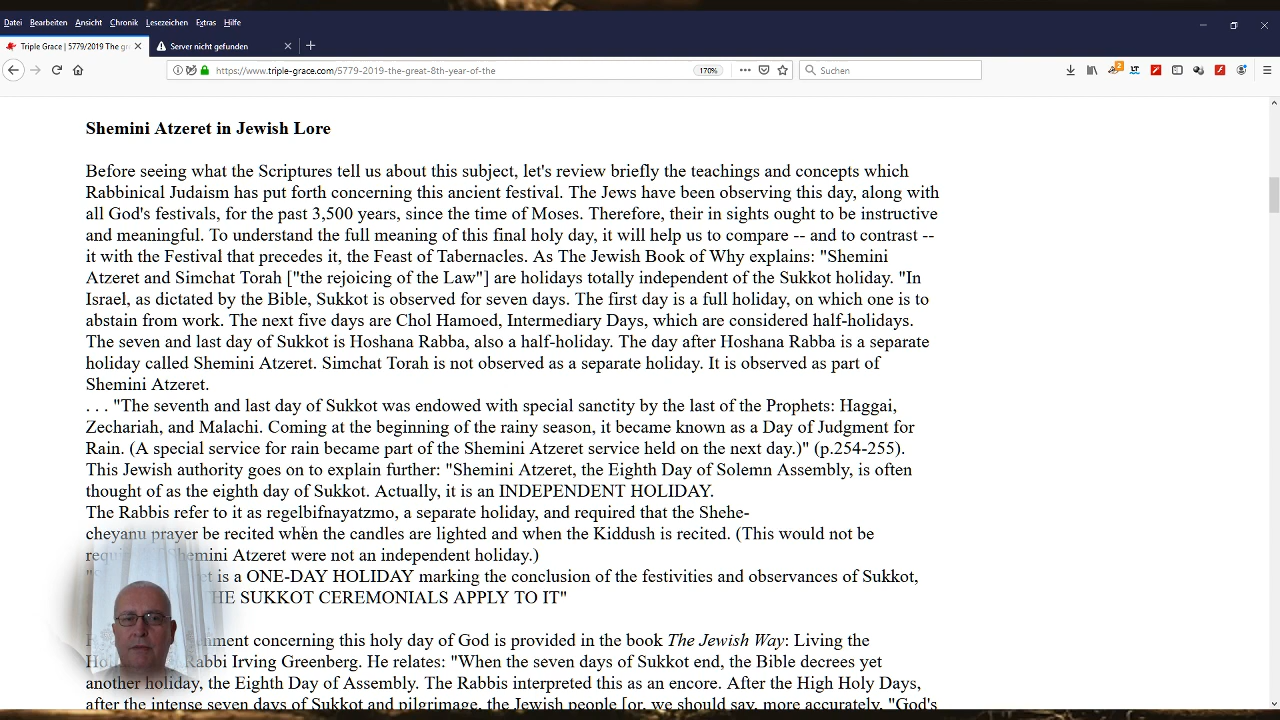 Datei Bearbeiten Ansicht Chronik Lesezeichen Extras Hilfe
Triple Grace | 5779/2019 The gr Server nicht gefunden
https://www.triple-grace.com/5779-2019-the-great-8th-year-of-the 170% Suchen
Shemini Atzeret in Jewish Lore
Before seeing what the Scriptures tell us about this subject, let's review briefly the teachings and concepts which
Rabbinical Judaism has put forth concerning this ancient festival. The Jews have been observing this day, along with
all God's festivals, for the past 3,500 years, since the time of Moses. Therefore, their in sights ought to be instructive
and meaningful. To understand the full meaning of this final holy day, it will help us to compare -- and to contrast --
it with the Festival that precedes it, the Feast of Tabernacles. As The Jewish Book of Why explains: "Shemini
Atzeret and Simchat Torah ["the rejoicing of the Law"] are holidays totally independent of the Sukkot holiday. "In
Israel, as dictated by the Bible, Sukkot is observed for seven days. The first day is a full holiday, on which one is to
abstain from work. The next five days are Chol Hamoed, Intermediary Days, which are considered half-holidays.
The seven and last day of Sukkot is Hoshana Rabba, also a half-holiday. The day after Hoshana Rabba is a separate
holiday called Shemini Atzeret. Simchat Torah is not observed as a separate holiday. It is observed as part of
Shemini Atzeret.
. . . "The seventh and last day of Sukkot was endowed with special sanctity by the last of the Prophets: Haggai,
Zechariah, and Malachi. Coming at the beginning of the rainy season, it became known as a Day of Judgment for
Rain. (A special service for rain became part of the Shemini Atzeret service held on the next day.)" (p.254-255).
This Jewish authority goes on to explain further: "Shemini Atzeret, the Eighth Day of Solemn Assembly, is often
thought of as the eighth day of Sukkot. Actually, it is an INDEPENDENT HOLIDAY.
The Rabbis refer to it as regelbifnayatzmo, a separate holiday, and required that the Shehe-
cheyanu prayer be recited when the candles are lighted and when the Kiddush is recited. (This would not be
Shemini Atzeret were not an independent holiday.)
is a ONE-DAY HOLIDAY marking the conclusion of the festivities and observances of Sukkot,
SUKKOT CEREMONIALS APPLY TO IT"
concerning this holy day of God is provided in the book The Jewish Way: Living the
Rabbi Irving Greenberg. He relates: "When the seven days of Sukkot end, the Bible decrees yet
another holiday, the Eighth Day of Assembly. The Rabbis interpreted this as an encore. After the High Holy Days,
after the intense seven days of Sukkot and pilgrimage, the Jewish people [or, we should say, more accurately, "God's